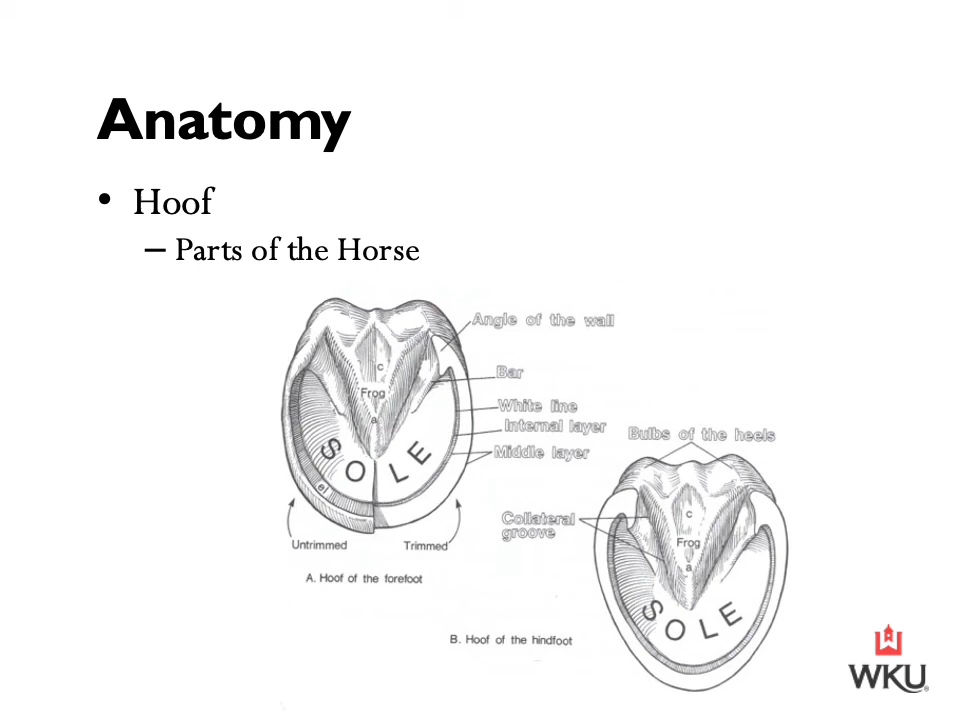 Anatomy
• Hoof
– Parts of the Horse
Angle of the wall
c
Bar
Frog
White line
a
Internal layer
Bulbs of the heels
SOLE
Middle layer
el
c
Collateral
groove
Untrimmed
Trimmed
Frog
a
A. Hoof of the forefoot
SOLE
B. Hoof of the hindfoot
WKU®